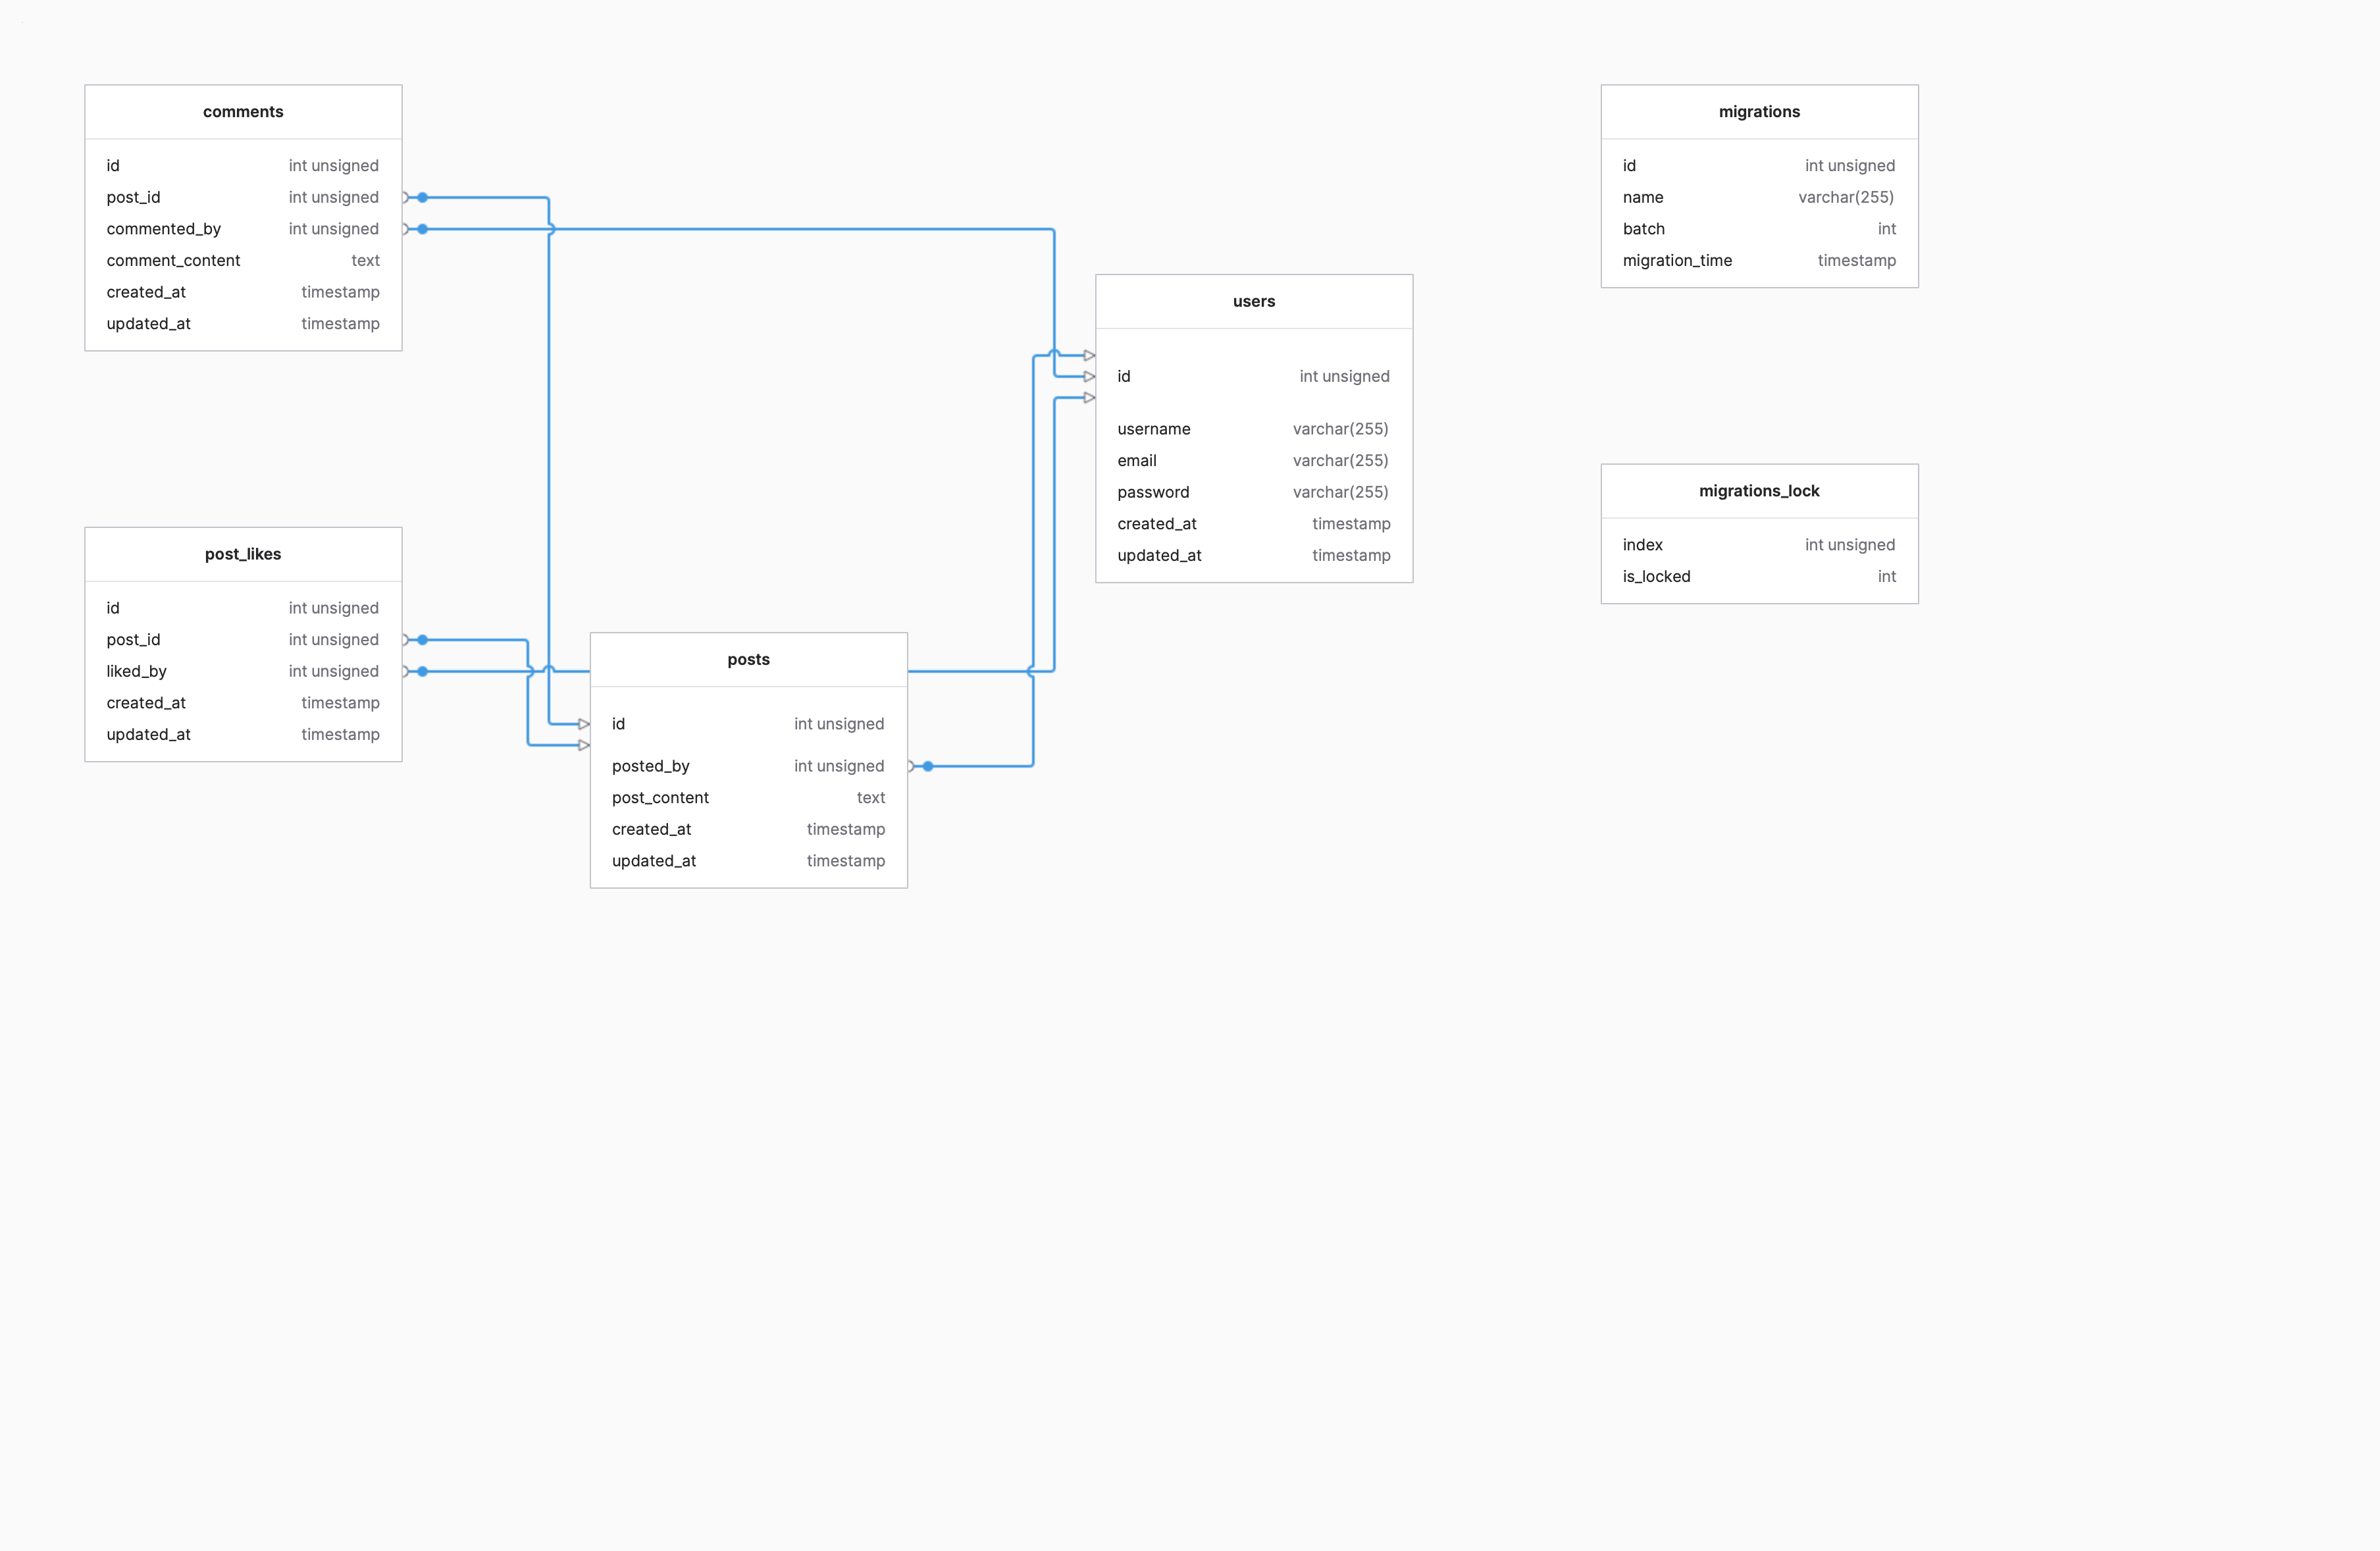 comments
id int unsigned
post_id int unsigned
commented_by int unsigned
comment_content text
created_at timestamp
updated_at timestamp
post_likes
id int unsigned
post_id int unsigned
liked_by int unsigned
created_at timestamp
updated_at timestamp
posts
id int unsigned
posted_by int unsigned
post_content text
created_at timestamp
updated_at timestamp
users
id int unsigned
username varchar(255)
email varchar(255)
password varchar(255)
created_at timestamp
updated_at timestamp
migrations
id int unsigned
name varchar(255)
batch int
migration_time timestamp
migrations_lock
index int unsigned
is_locked int